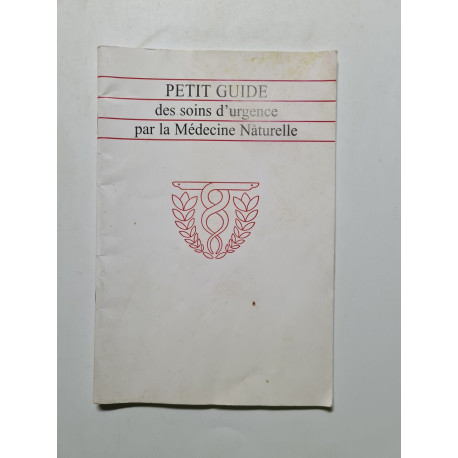 PETIT GUIDE
des soins d'urgence
par la Médecine Naturelle